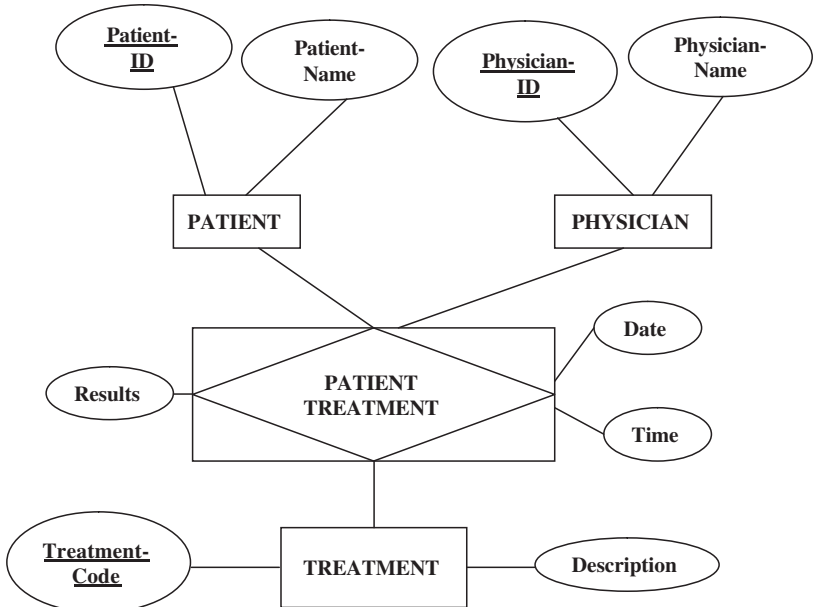 Patient-
ID
Patient-
Name
Physician-
ID
Physician-
Name
PATIENT
PHYSICIAN
Date
Results
PATIENT
TREATMENT
Time
Treatment-
Code
TREATMENT
Description